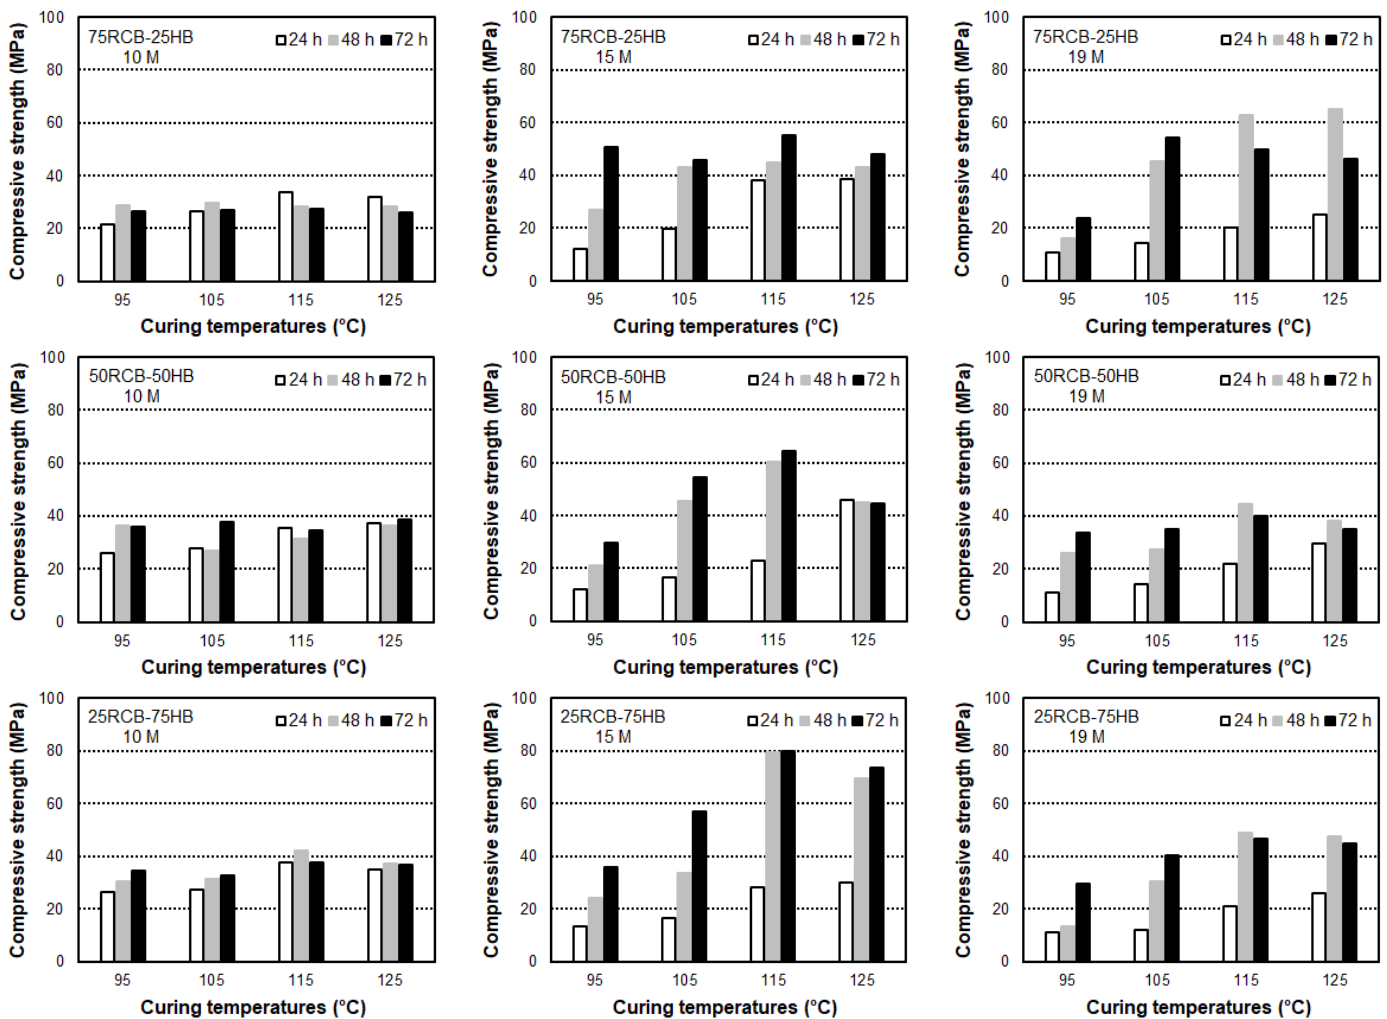 75RCB-25HB
10 M
24 h 48 h 72 h
Compressive strength (MPa)
100
80
60
40
20
0
95 105 115 125
Curing temperatures (°C)
75RCB-25HB
15 M
24 h 48 h 72 h
Compressive strength (MPa)
100
80
60
40
20
0
95 105 115 125
Curing temperatures (°C)
75RCB-25HB
19 M
24 h 48 h 72 h
Compressive strength (MPa)
100
80
60
40
20
0
95 105 115 125
Curing temperatures (°C)
50RCB-50HB
10 M
24 h 48 h 72 h
Compressive strength (MPa)
100
80
60
40
20
0
95 105 115 125
Curing temperatures (°C)
50RCB-50HB
15 M
24 h 48 h 72 h
Compressive strength (MPa)
100
80
60
40
20
0
95 105 115 125
Curing temperatures (°C)
50RCB-50HB
19 M
24 h 48 h 72 h
Compressive strength (MPa)
100
80
60
40
20
0
95 105 115 125
Curing temperatures (°C)
25RCB-75HB
10 M
24 h 48 h 72 h
Compressive strength (MPa)
100
80
60
40
20
0
95 105 115 125
Curing temperatures (°C)
25RCB-75HB
15 M
24 h 48 h 72 h
Compressive strength (MPa)
100
80
60
40
20
0
95 105 115 125
Curing temperatures (°C)
25RCB-75HB
19 M
24 h 48 h 72 h
Compressive strength (MPa)
100
80
60
40
20
0
95 105 115 125
Curing temperatures (°C)